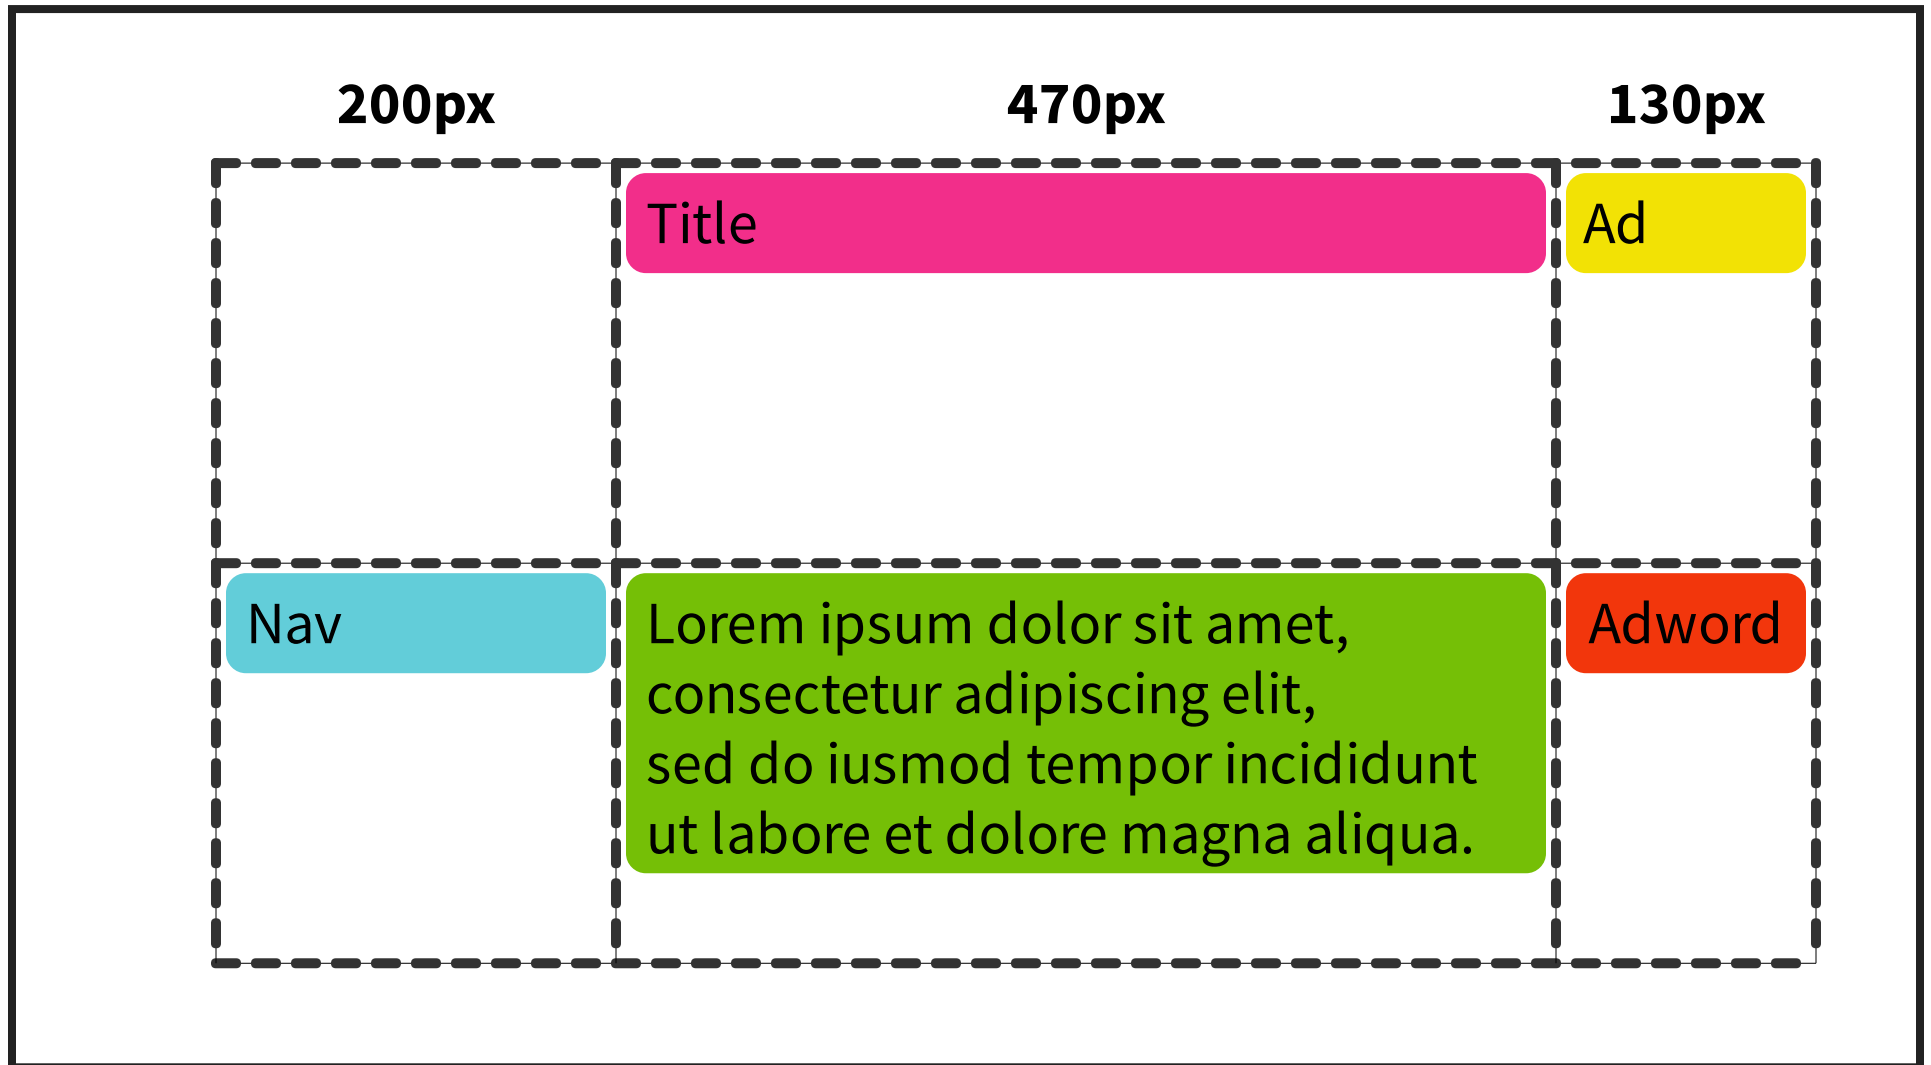 200px 470px 130px
Title Ad
Nav
Lorem ipsum dolor sit amet,
consectetur adipiscing elit,
sed do iusmod tempor incididunt
ut labore et dolore magna aliqua.
Adword